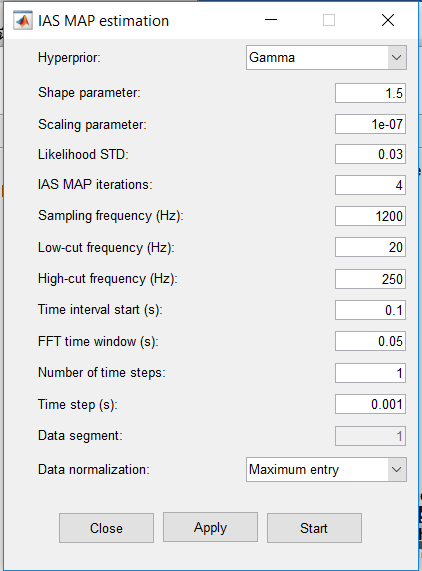 IAS MAP estimation
Hyperprior: Gamma
Shape parameter: 1.5
Scaling parameter: 1e-07
Likelihood STD: 0.03
IAS MAP iterations: 4
Sampling frequency (Hz): 1200
Low-cut frequency (Hz): 20
High-cut frequency (Hz): 250
Time interval start (s): 0.1
FFT time window (s): 0.05
Number of time steps: 1
Time step (s): 0.001
Data segment: 1
Data normalization: Maximum entry
Close Apply Start